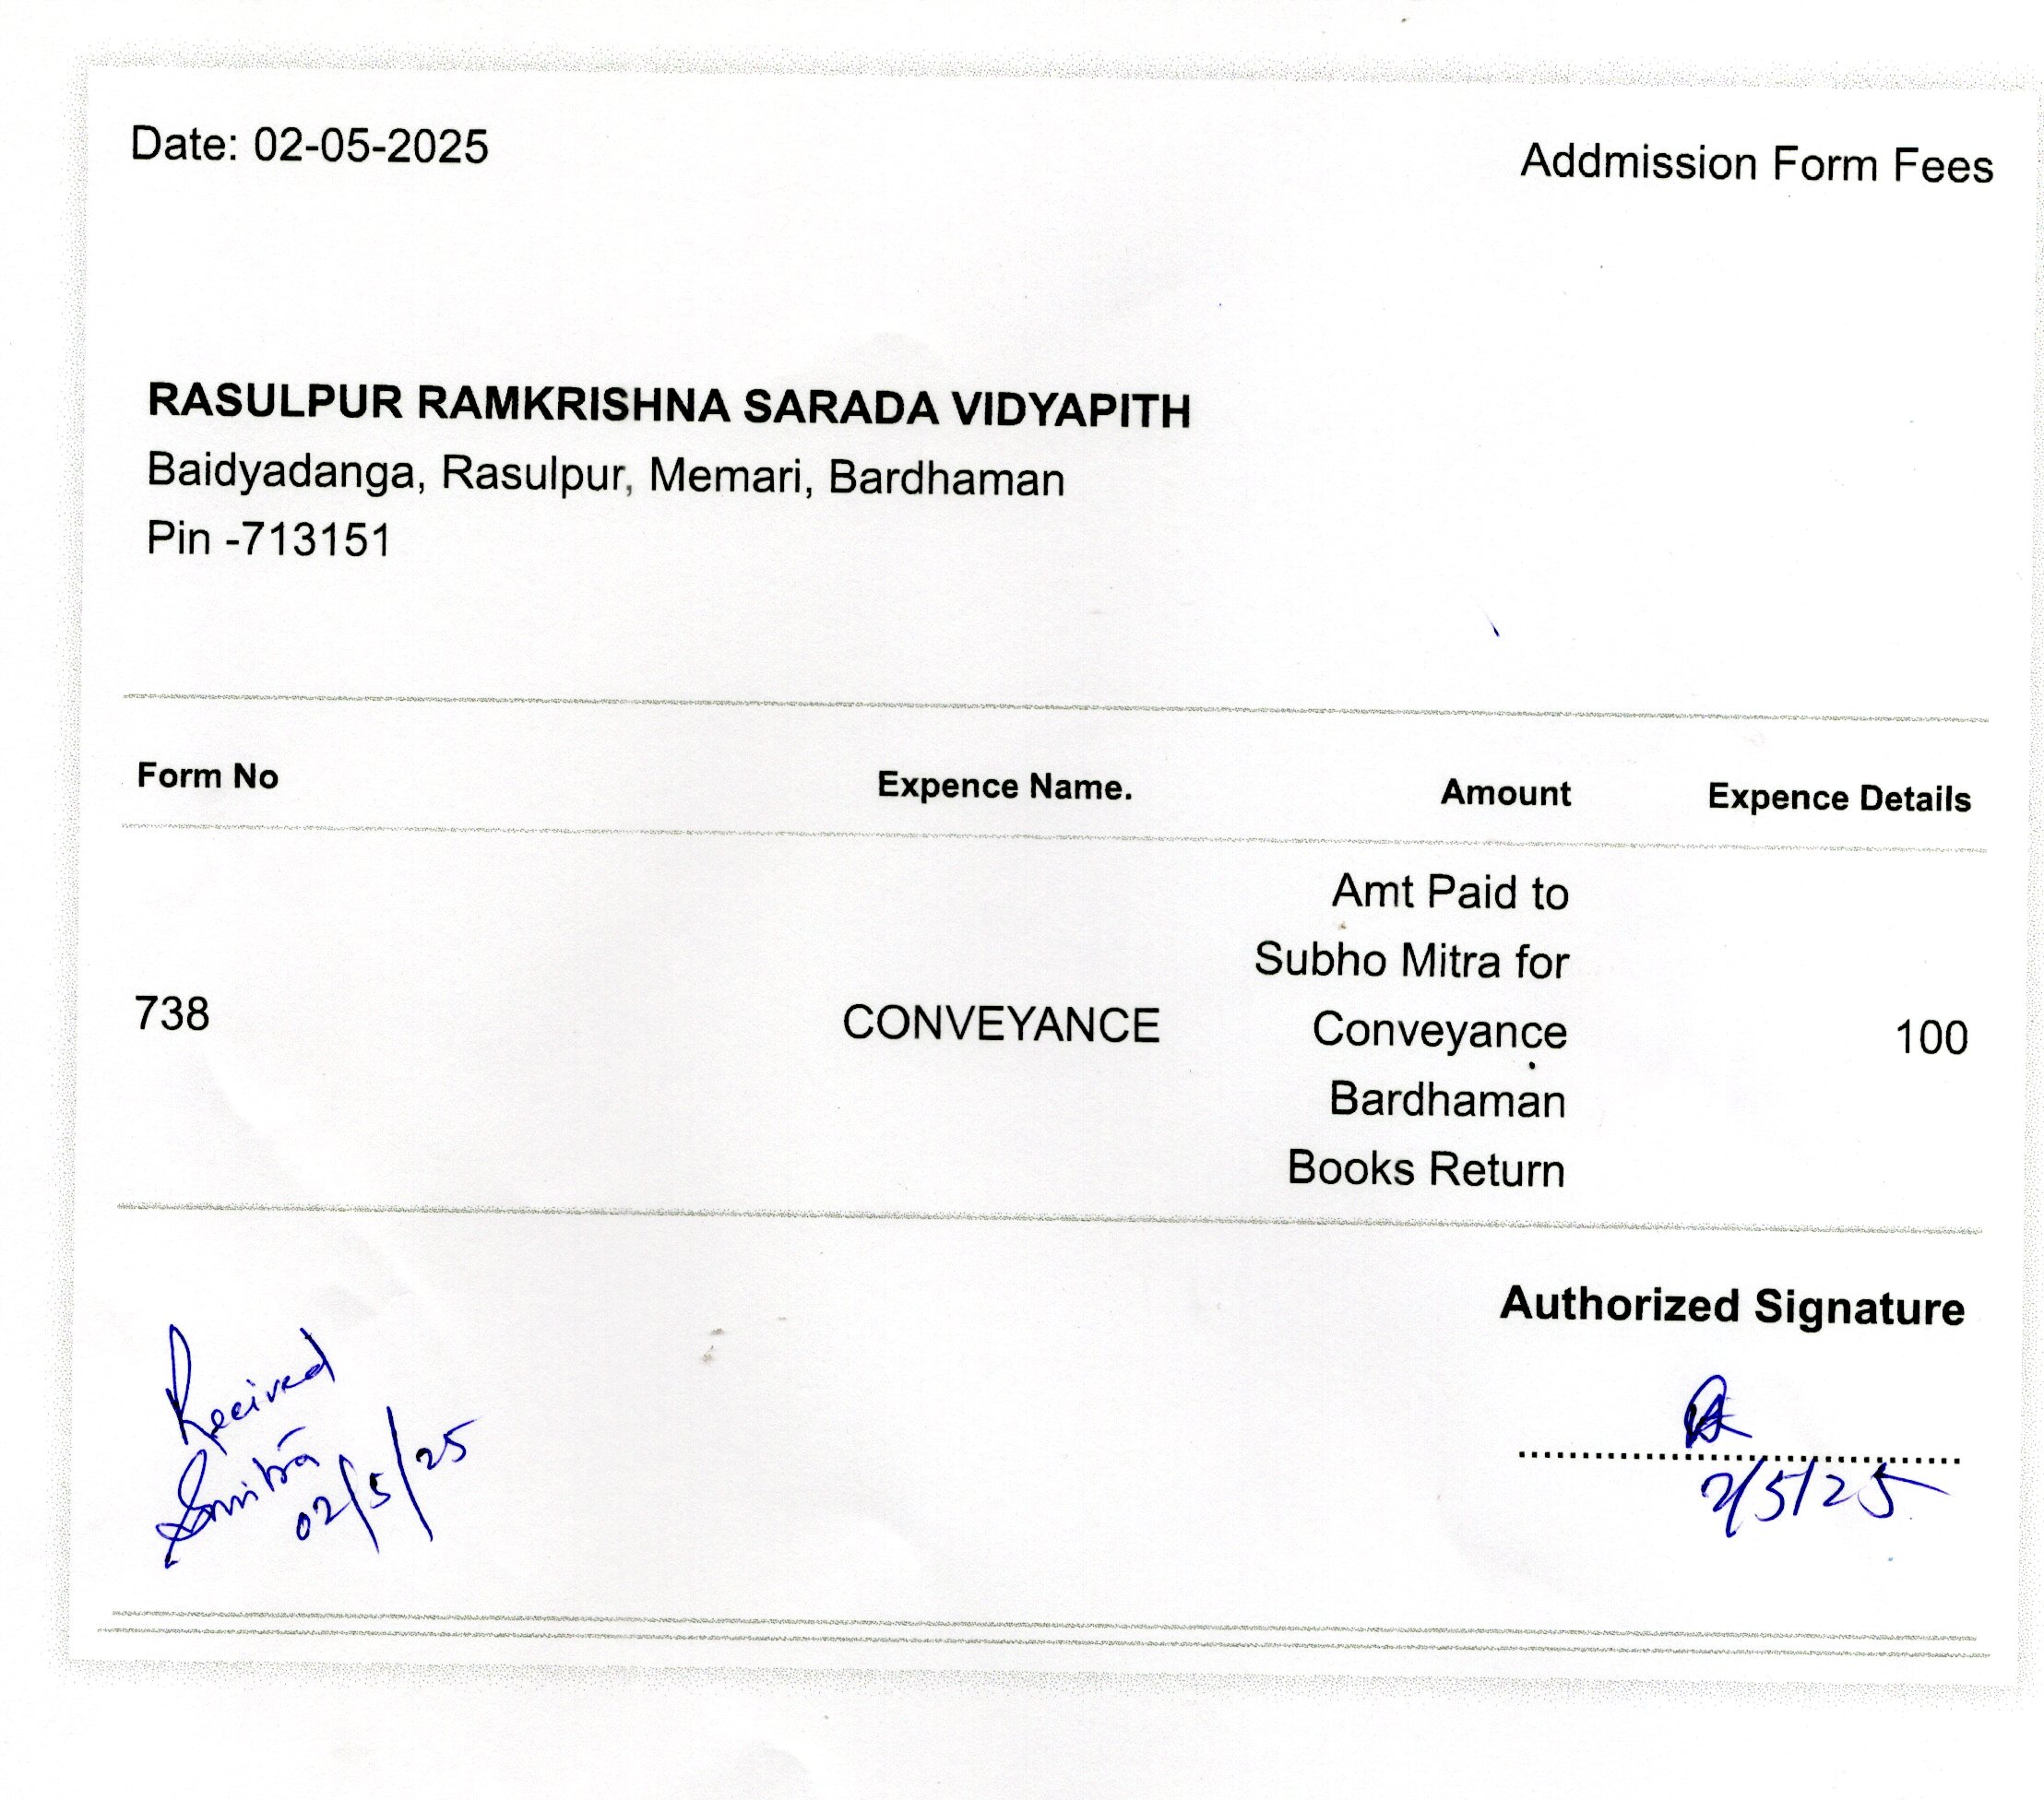 Date: 02-05-2025
Addmission Form Fees
RASULPUR RAMKRISHNA SARADA VIDYAPITH
Baidyadanga, Rasulpur, Memari, Bardhaman
Pin -713151
Form No Expence Name. Amount Expence Details
Amt Paid to
Subho Mitra for
738 CONVEYANCE Conveyance 100
Bardhaman
Books Return
Authorized Signature
Received
Smitra
02/5/25
2/5/25